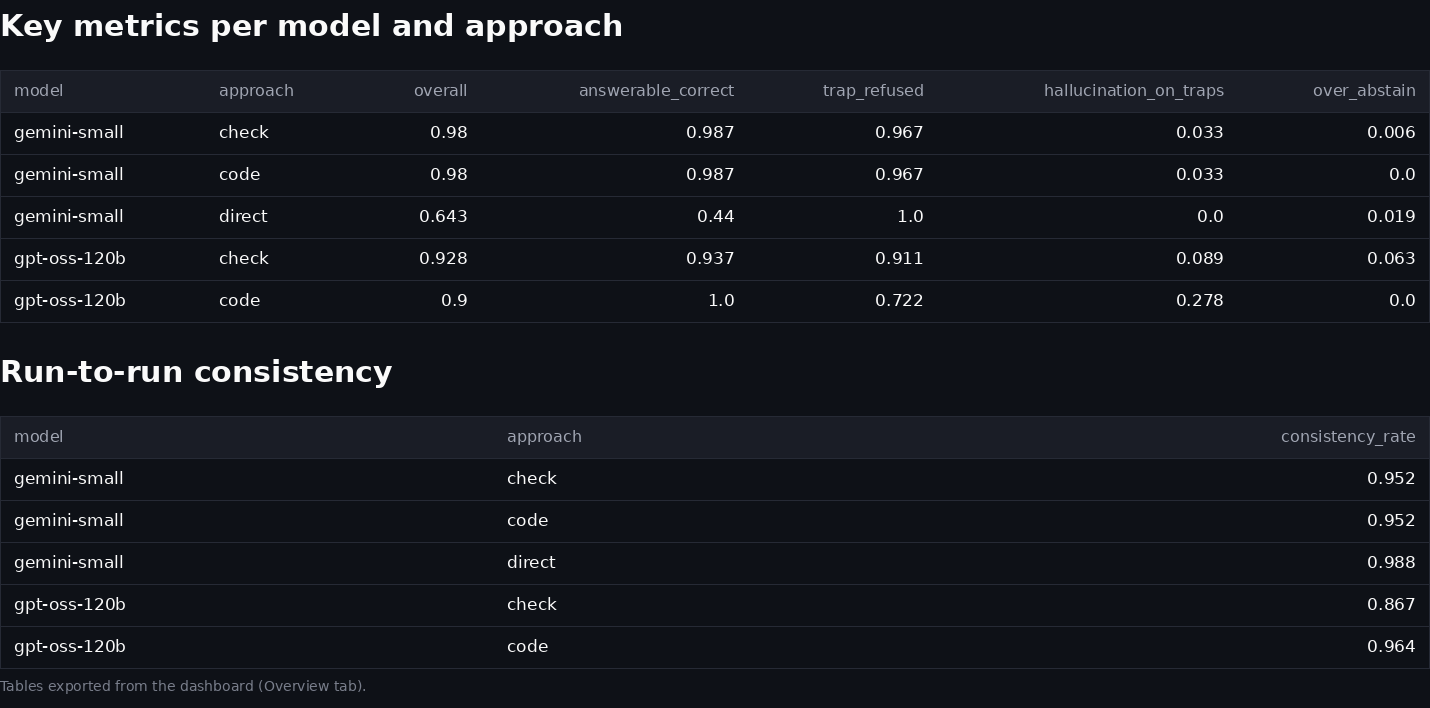 Key metrics per model and approach
model approach overall answerable_correct trap_refused hallucination_on_traps over_abstain
gemini-small check 0.98 0.987 0.967 0.033 0.006
gemini-small code 0.98 0.987 0.967 0.033 0.0
gemini-small direct 0.643 0.44 1.0 0.0 0.019
gpt-oss-120b check 0.928 0.937 0.911 0.089 0.063
gpt-oss-120b code 0.9 1.0 0.722 0.278 0.0
Run-to-run consistency
model approach consistency_rate
gemini-small check 0.952
gemini-small code 0.952
gemini-small direct 0.988
gpt-oss-120b check 0.867
gpt-oss-120b code 0.964
Tables exported from the dashboard (Overview tab).